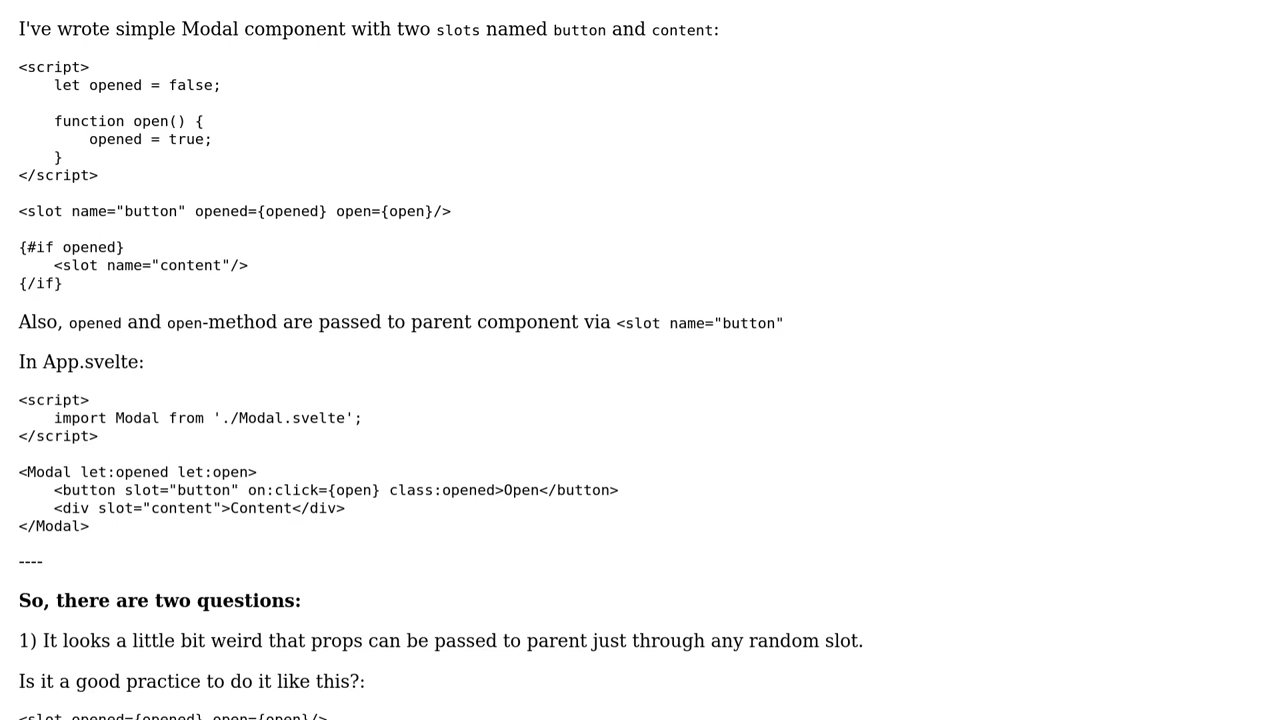 I've wrote simple Modal component with two slots named button and content:
<script>
    let opened = false;

    function open() {
        opened = true;
    }
</script>

<slot name="button" opened={opened} open={open}/>

{#if opened}
    <slot name="content"/>
{/if}
Also, opened and open-method are passed to parent component via <slot name="button"
In App.svelte:
<script>
    import Modal from './Modal.svelte';
</script>

<Modal let:opened let:open>
    <button slot="button" on:click={open} class:opened>Open</button>
    <div slot="content">Content</div>
</Modal>
----
So, there are two questions:
1) It looks a little bit weird that props can be passed to parent just through any random slot.
Is it a good practice to do it like this?:
<slot opened={opened} open={open}/>